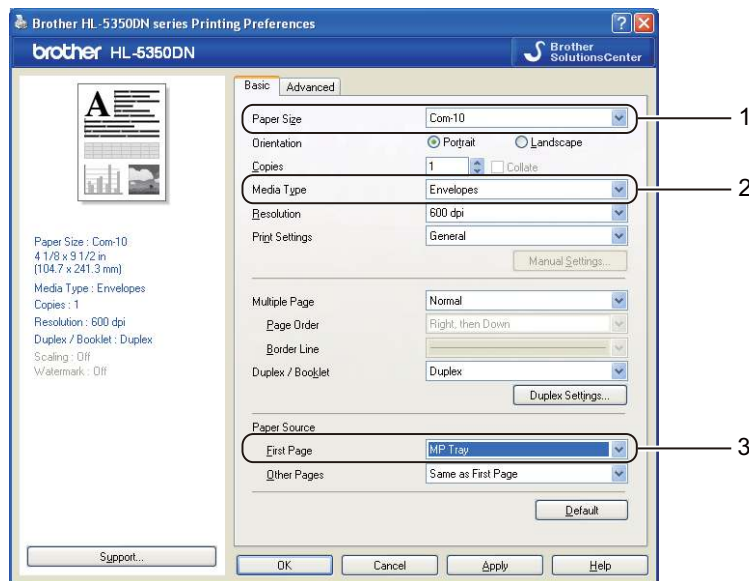 Brother HL-5350DN series Printing Preferences
brother HL-5350DN
Brother SolutionsCenter
Basic Advanced
Paper Size Com-10 1
Orientation Portrait Landscape
Copies 1 Collate
Media Type Envelopes 2
Resolution 600 dpi
Print Settings General
Manual Settings...
Paper Size : Com-10
4 1/8 x 9 1/2 in
(104.7 x 241.3 mm)
Media Type : Envelopes
Copies : 1
Resolution : 600 dpi
Duplex / Booklet : Duplex
Scaling : Off
Watermark : Off
Multiple Page Normal
Page Order Right, then Down
Border Line
Duplex / Booklet Duplex
Duplex Settings...
Paper Source
First Page MP Tray 3
Other Pages Same as First Page
Default
Support...
OK Cancel Apply Help